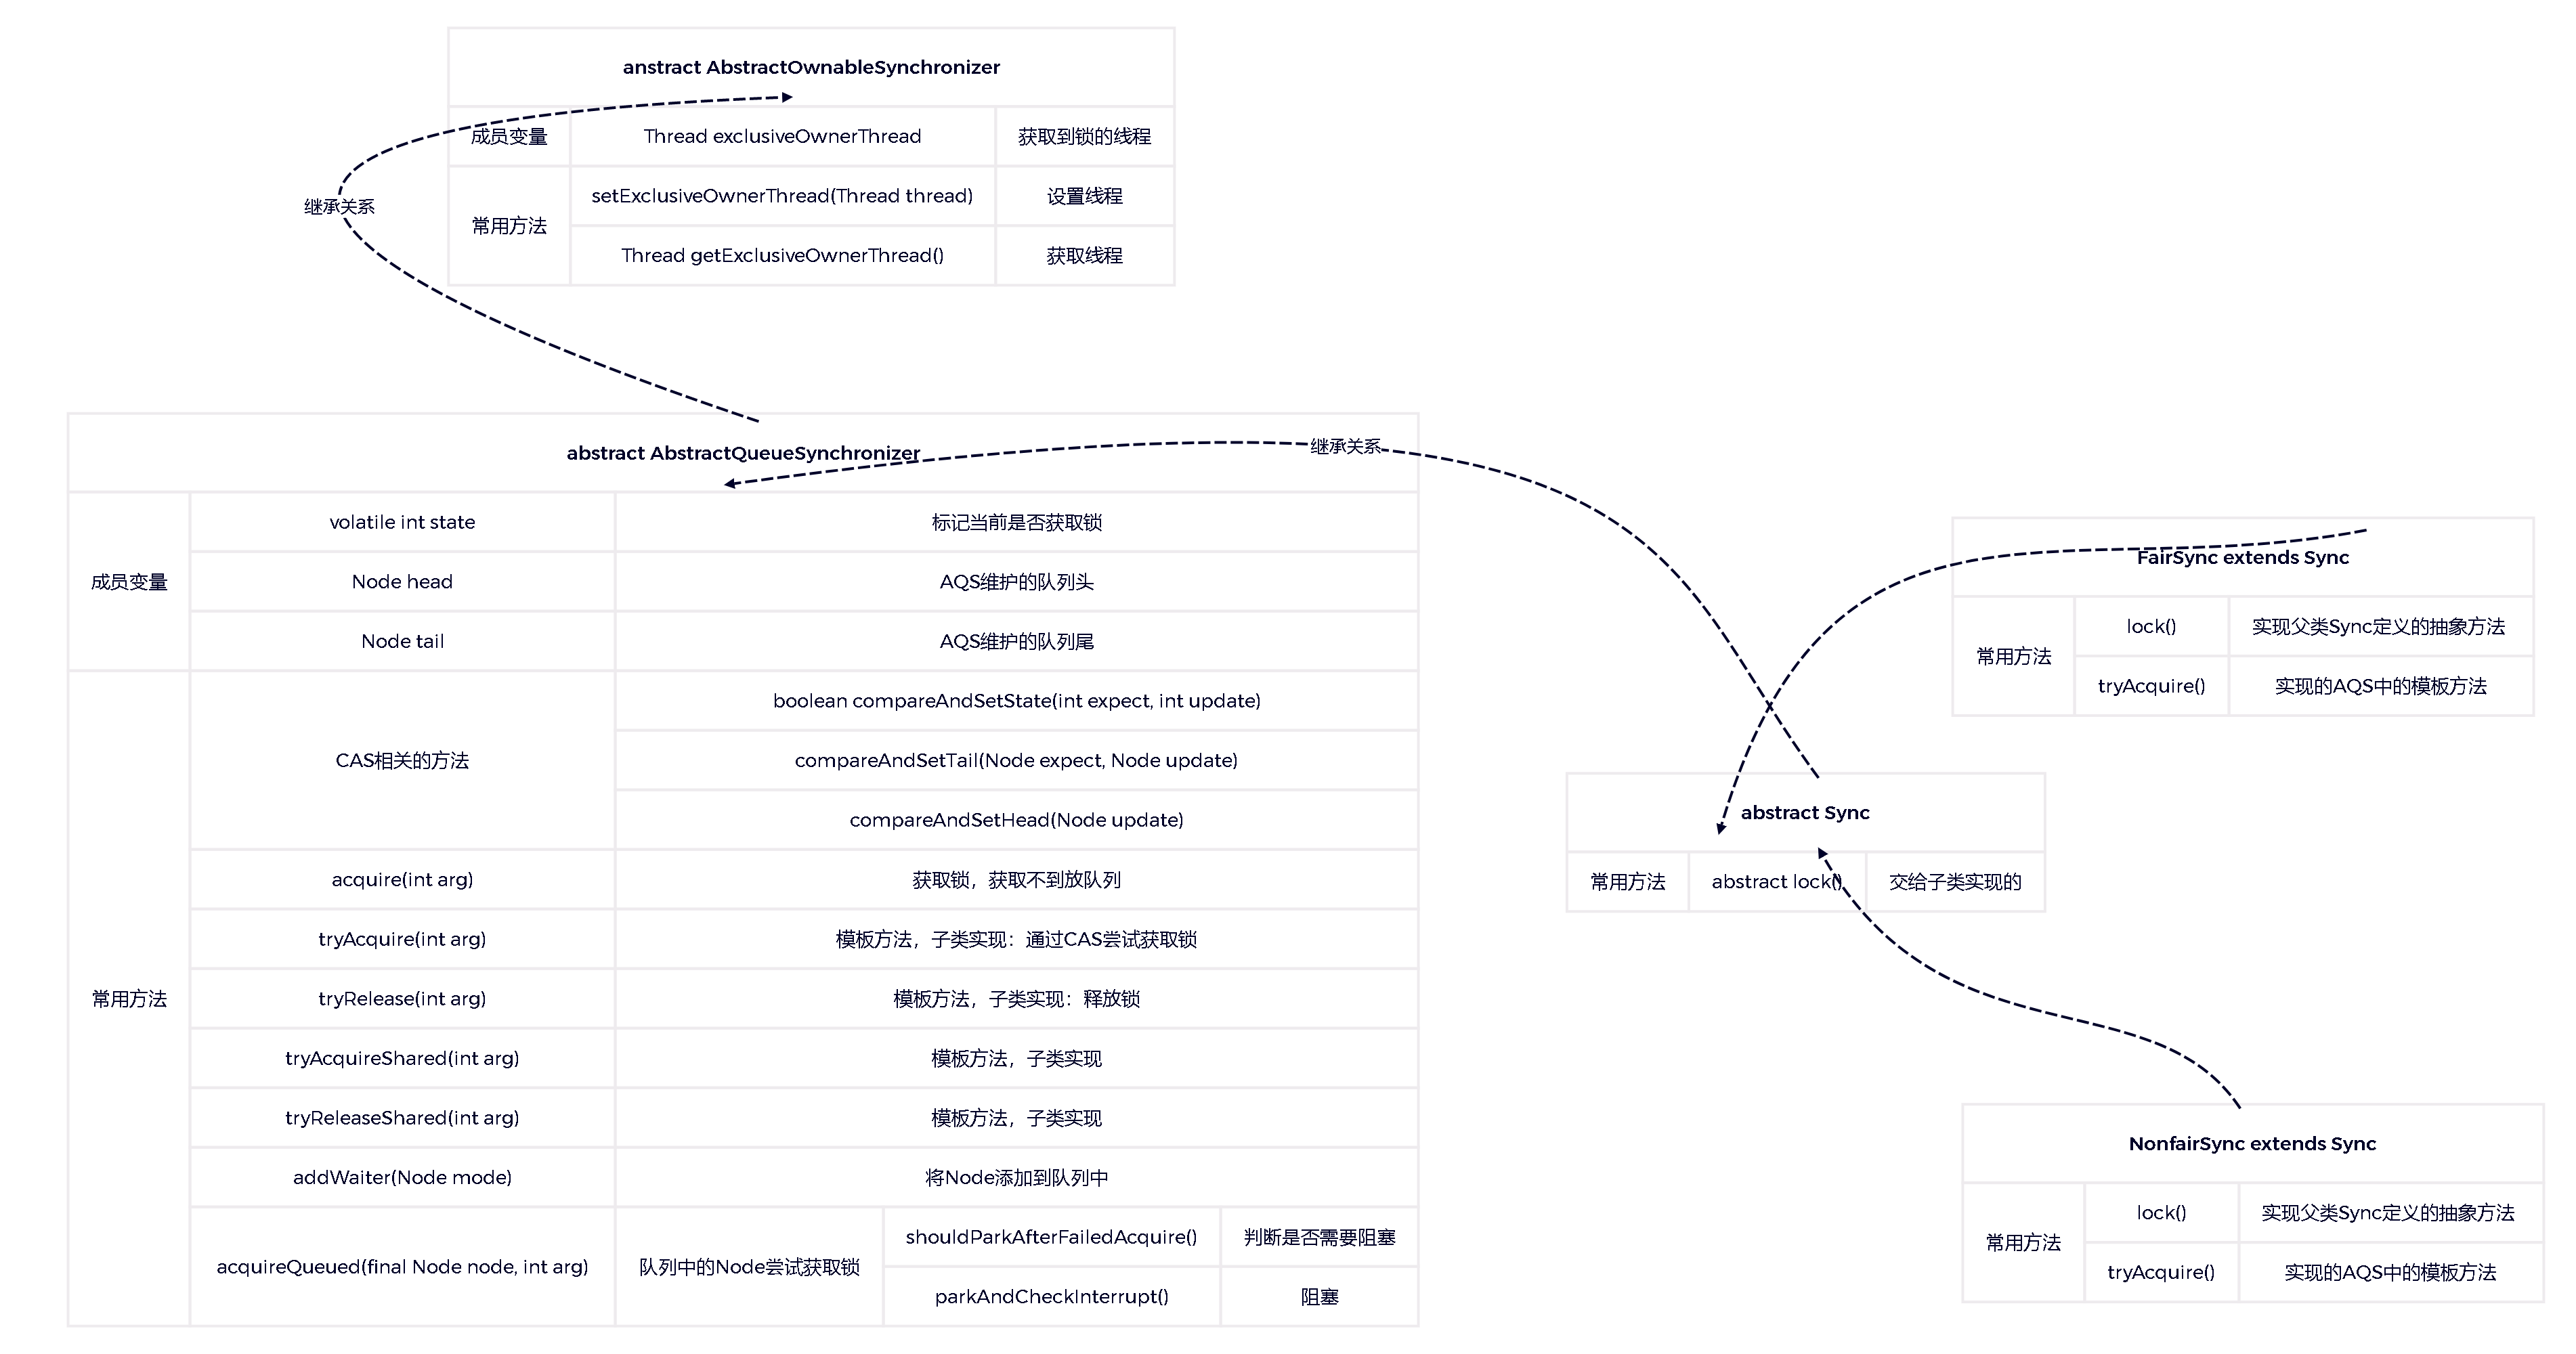 anstract AbstractOwnableSynchronizer
成员变量
Thread exclusiveOwnerThread
获取到锁的线程
常用方法
setExclusiveOwnerThread(Thread thread)
设置线程
Thread getExclusiveOwnerThread()
获取线程
继承关系
abstract AbstractQueueSynchronizer
继承关系
成员变量
volatile int state
标记当前是否获取锁
Node head
AQS维护的队列头
Node tail
AQS维护的队列尾
常用方法
CAS相关的方法
boolean compareAndSetState(int expect, int update)
compareAndSetTail(Node expect, Node update)
compareAndSetHead(Node update)
acquire(int arg)
获取锁，获取不到放队列
tryAcquire(int arg)
模板方法，子类实现：通过CAS尝试获取锁
tryRelease(int arg)
模板方法，子类实现：释放锁
tryAcquireShared(int arg)
模板方法，子类实现
tryReleaseShared(int arg)
模板方法，子类实现
addWaiter(Node mode)
将Node添加到队列中
acquireQueued(final Node node, int arg)
队列中的Node尝试获取锁
shouldParkAfterFailedAcquire()
判断是否需要阻塞
parkAndCheckInterrupt()
阻塞
FairSync extends Sync
常用方法
lock()
实现父类Sync定义的抽象方法
tryAcquire()
实现的AQS中的模板方法
abstract Sync
常用方法
abstract lock()
交给子类实现的
NonfairSync extends Sync
常用方法
lock()
实现父类Sync定义的抽象方法
tryAcquire()
实现的AQS中的模板方法